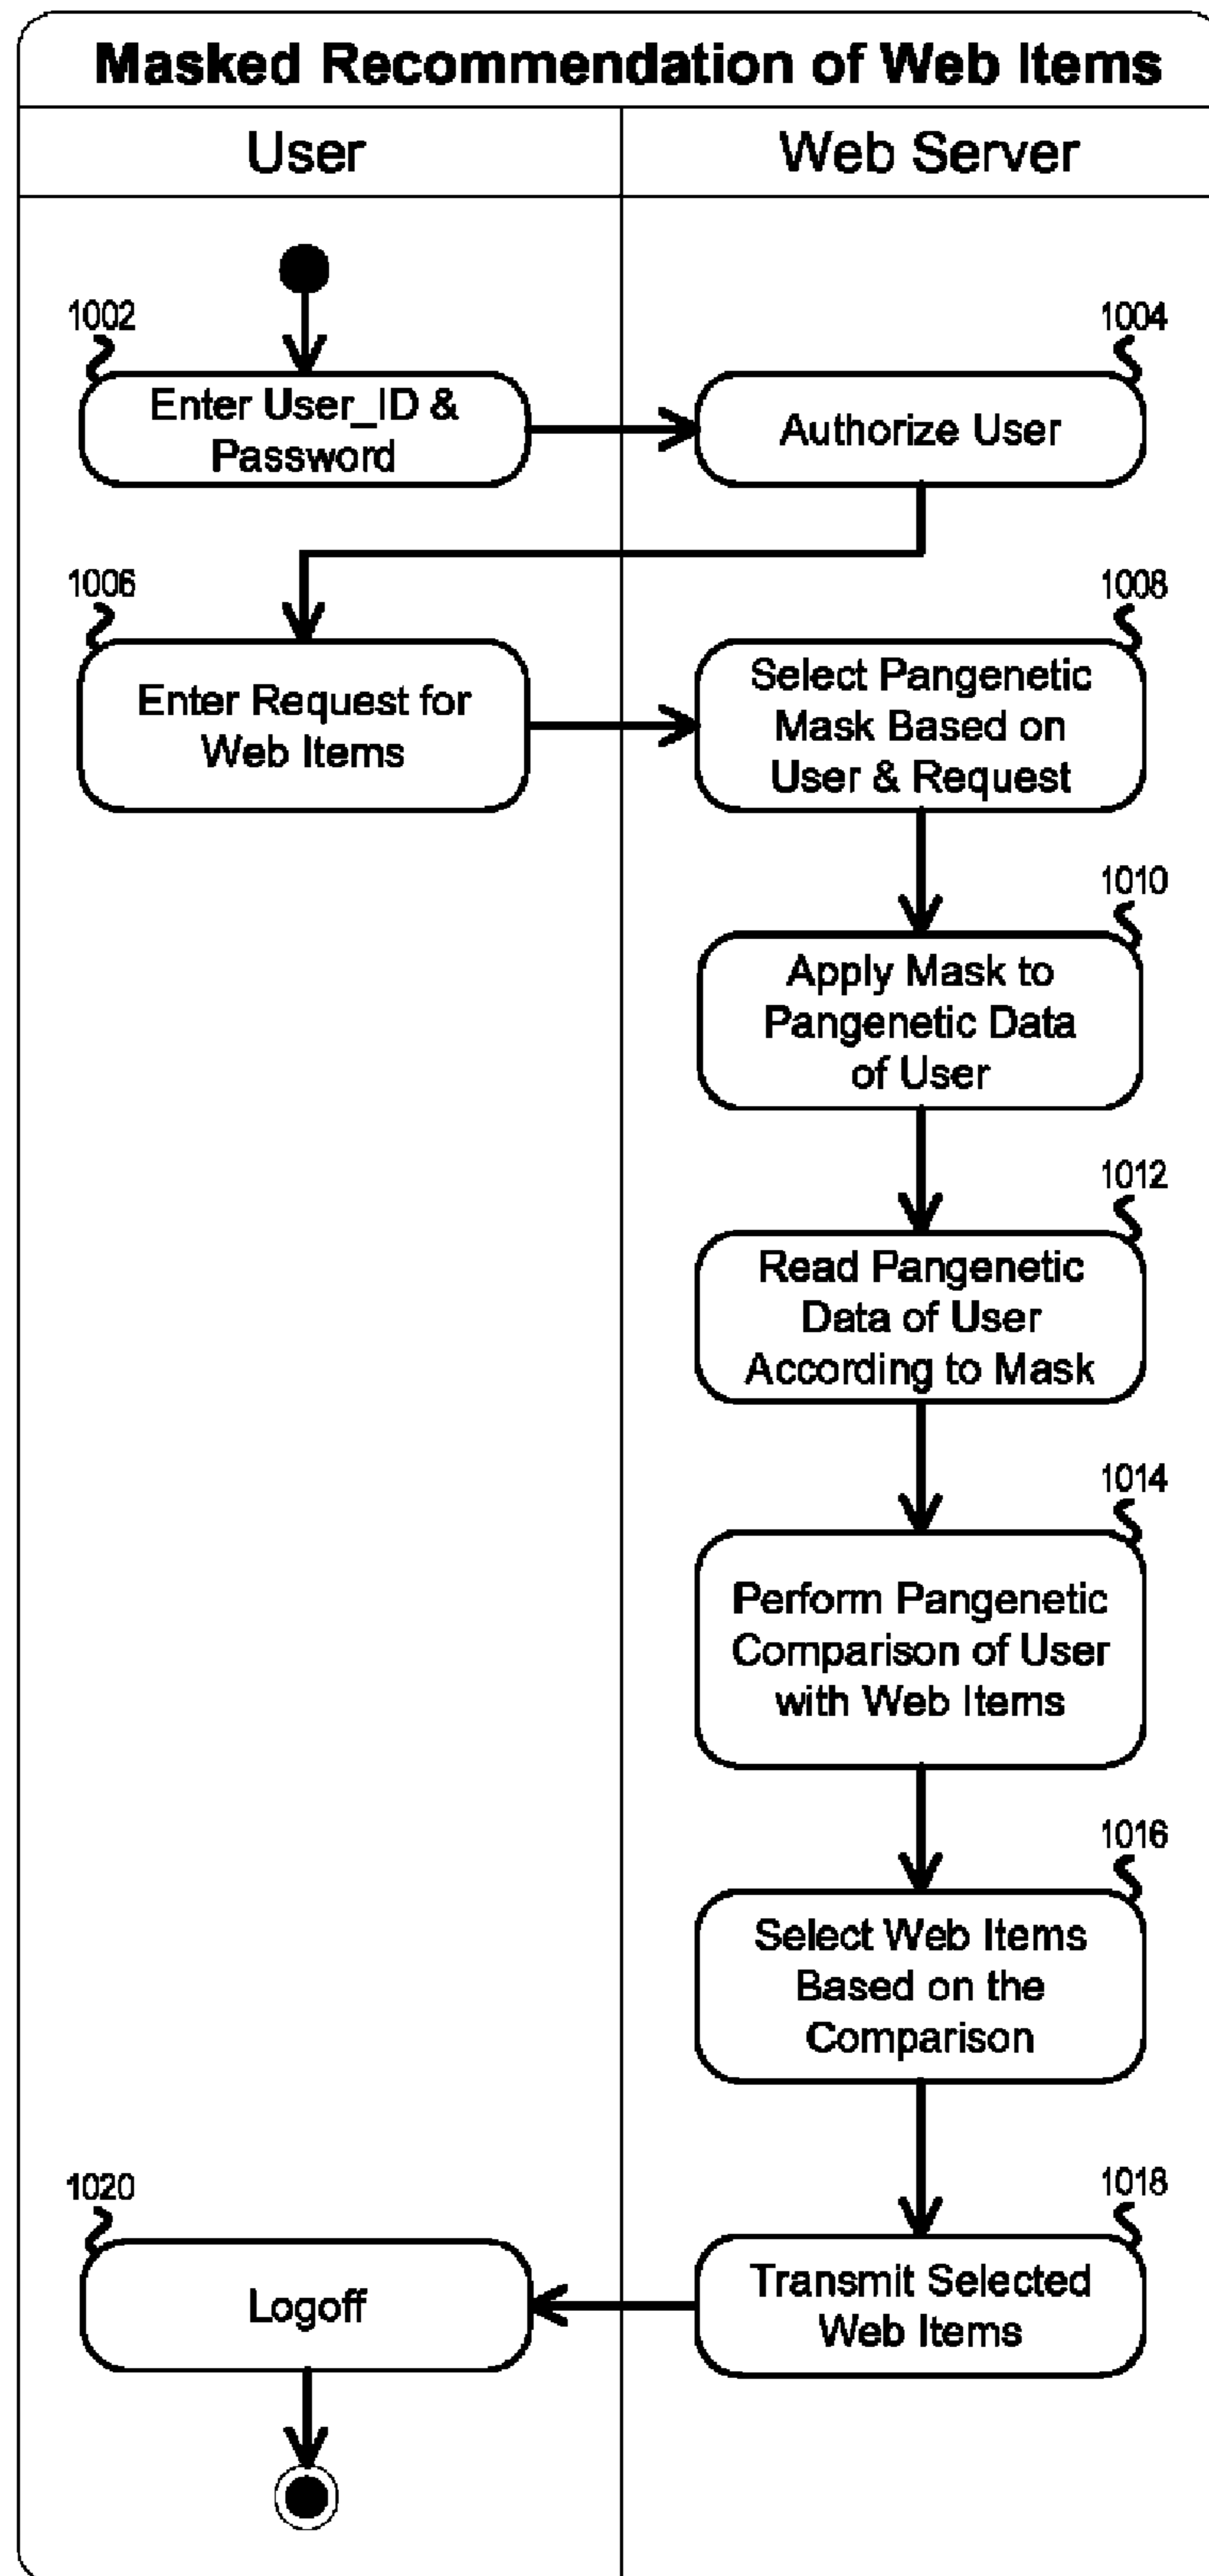 Masked Recommendation of Web Items
User
Web Server
1002
Enter User_ID &
Password
1004
Authorize User
1006
Enter Request for
Web Items
1008
Select Pangenetic
Mask Based on
User & Request
1010
Apply Mask to
Pangenetic Data
of User
1012
Read Pangenetic
Data of User
According to Mask
1014
Perform Pangenetic
Comparison of User
with Web Items
1016
Select Web Items
Based on the
Comparison
1018
Transmit Selected
Web Items
1020
Logoff